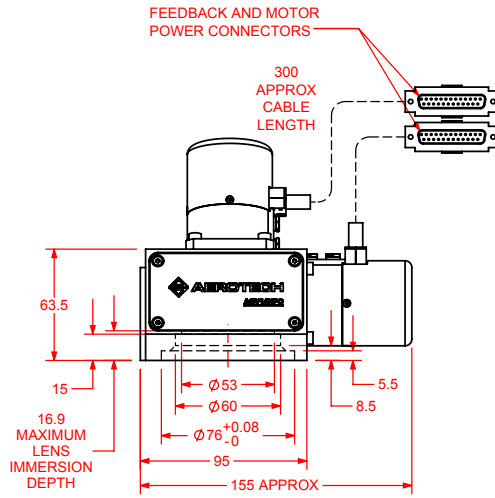 FEEDBACK AND MOTOR
POWER CONNECTORS
300
APPROX
CABLE
LENGTH
AEROTECH
63.5
15
16.9
MAXIMUM
LENS
IMMERSION
DEPTH
Ø53
Ø60
Ø76 +0.08
-0
95
155 APPROX
5.5
8.5